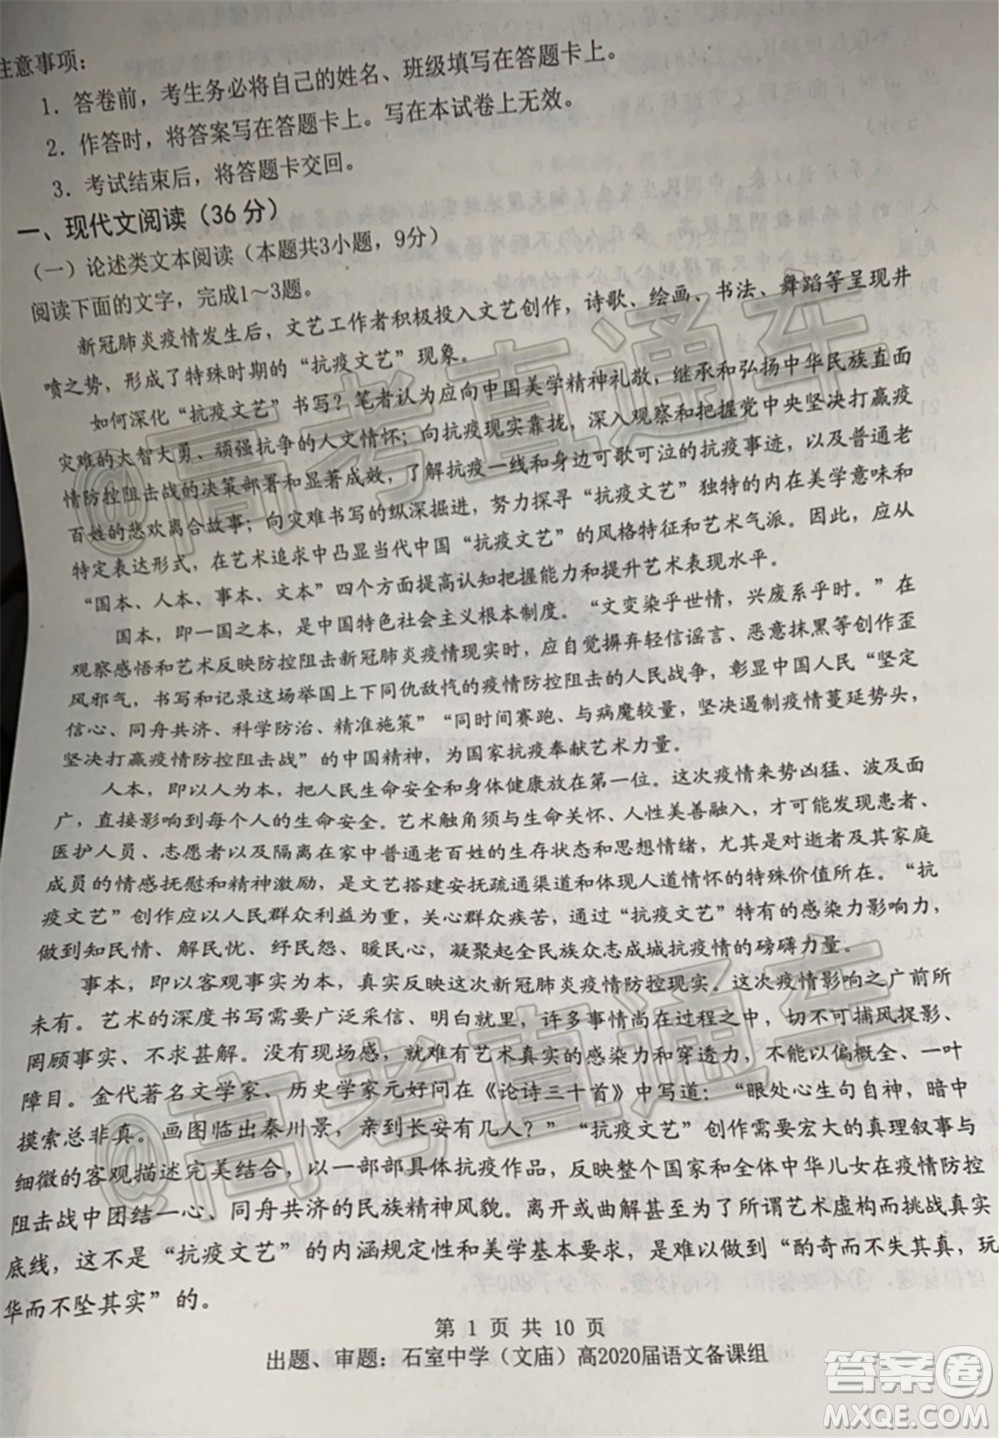 注意事项：
1．答卷前，考生务必将自己的姓名、班级填写在答题卡上。
2．作答时，将答案写在答题卡上。写在本试卷上无效。
3．考试结束后，将答题卡交回。
一、现代文阅读（36分）
（一）论述类文本阅读（本题共3小题，9分）
阅读下面的文字，完成1～3题。
新冠肺炎疫情发生后，文艺工作者积极投入文艺创作，诗歌、绘画、书法、舞蹈等呈现井
喷之势，形成了特殊时期的“抗疫文艺”现象。
如何深化“抗疫文艺”书写？笔者认为应向中国美学精神礼敬，继承和弘扬中华民族直面
灾难的大智大勇、顽强抗争的人文情怀；向抗疫现实靠拢，深入观察和把握党中央坚决打赢疫
情防控阻击战的决策部署和显著成效，了解抗疫一线和身边可歌可泣的抗疫事迹，以及普通老
百姓的悲欢离合故事；向灾难书写的纵深掘进，努力探寻“抗疫文艺”独特的内在美学意味和
特定表达形式，在艺术追求中凸显当代中国“抗疫文艺”的风格特征和艺术气派。因此，应从
“国本、人本、事本、文本”四个方面提高认知把握能力和提升艺术表现水平。
国本，即一国之本，是中国特色社会主义根本制度。“文变染乎世情，兴废系乎时。”在
观察感悟和艺术反映防控阻击新冠肺炎疫情现实时，应自觉摒弃轻信谣言、恶意抹黑等创作歪
风邪气，书写和记录这场举国上下同仇敌忾的疫情防控阻击的人民战争，彰显中国人民“坚定
信心、同舟共济、科学防治、精准施策”“同时间赛跑、与病魔较量，坚决遏制疫情蔓延势头，
坚决打赢疫情防控阻击战”的中国精神，为国家抗疫奉献艺术力量。
人本，即以人为本，把人民生命安全和身体健康放在第一位。这次疫情来势凶猛、波及面
广，直接影响到每个人的生命安全。艺术触角须与生命关怀、人性美善融入，尽可能观照患者、
医护人员、志愿者以及隔离在家中普通老百姓的生存状态和思想情绪，尤其是对逝者及其家庭
成员的情感抚慰和精神激励，是抗疫文艺搭建安抚疏通渠道和体现人道情怀的特殊价值所在。“抗
疫文艺”创作应以人民群众利益为重，关心群众疾苦，通过“抗疫文艺”特有的感染力影响力，
做到知民情、解民忧、纾民怨、暖民心，凝聚起全民族众志成城抗疫情的磅礴力量。
事本，即以客观事实为本，真实反映这次新冠肺炎疫情防控现实。这次疫情影响之广前所
未有。艺术的深度书写需要广泛采信、明白就里，许多事情尚在过程之中，切不可捕风捉影、
罔顾事实、不求甚解。没有现场感，就难有艺术真实的感染力和穿透力，不能以偏概全、一叶
障目。金代著名文学家、历史学家元好问在《论诗三十首》中写道：“眼处心生句自神，暗中
摸索总非真。画图临出秦川景，亲到长安有几人？”“抗疫文艺”创作需要宏大的真理叙事与
细微的客观描述完美结合，以一部部具体抗疫作品，反映整个国家和全体中华儿女在疫情防控
阻击战中团结一心、同舟共济的民族精神风貌。离开或歪曲甚至为了所谓艺术虚构而挑战真实
底线，这不是“抗疫文艺”的内涵规定性和美学基本要求，是难以做到“酌奇而不失其真，玩
华而不坠其实”的。
第 1 页 共 10 页
出题、审题：石室中学（文庙）高2020届语文备课组
@高考直通车
@高考直通车
答案卷
MXQE.COM